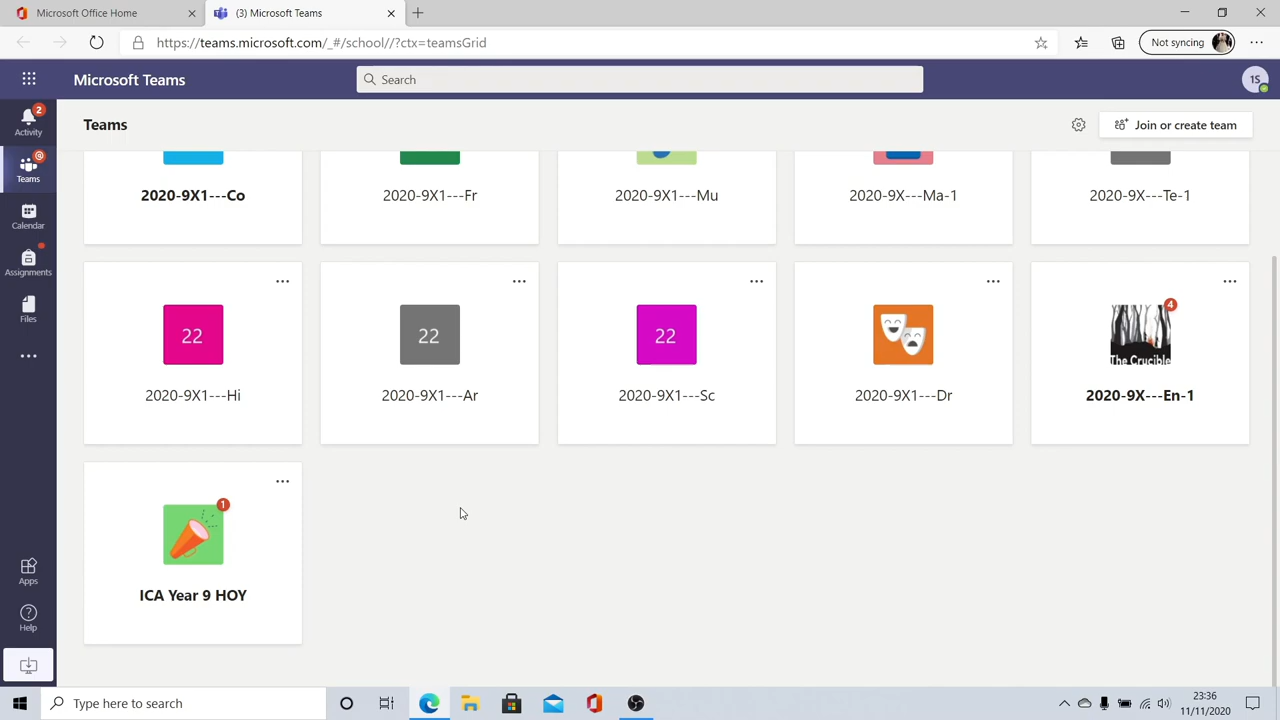 Microsoft Office Home
(3) Microsoft Teams
https://teams.microsoft.com/_#/school//?ctx=teamsGrid
Not syncing
Microsoft Teams
Search
1S
2
Activity
Teams
Calendar
Assignments
Files
Apps
Help
Teams
Join or create team
2020-9X1---Co
2020-9X1---Fr
2020-9X1---Mu
2020-9X---Ma-1
2020-9X---Te-1
22
2020-9X1---Hi
22
2020-9X1---Ar
22
2020-9X1---Sc
2020-9X1---Dr
4
The Crucible
2020-9X---En-1
1
ICA Year 9 HOY
Type here to search
23:36
11/11/2020